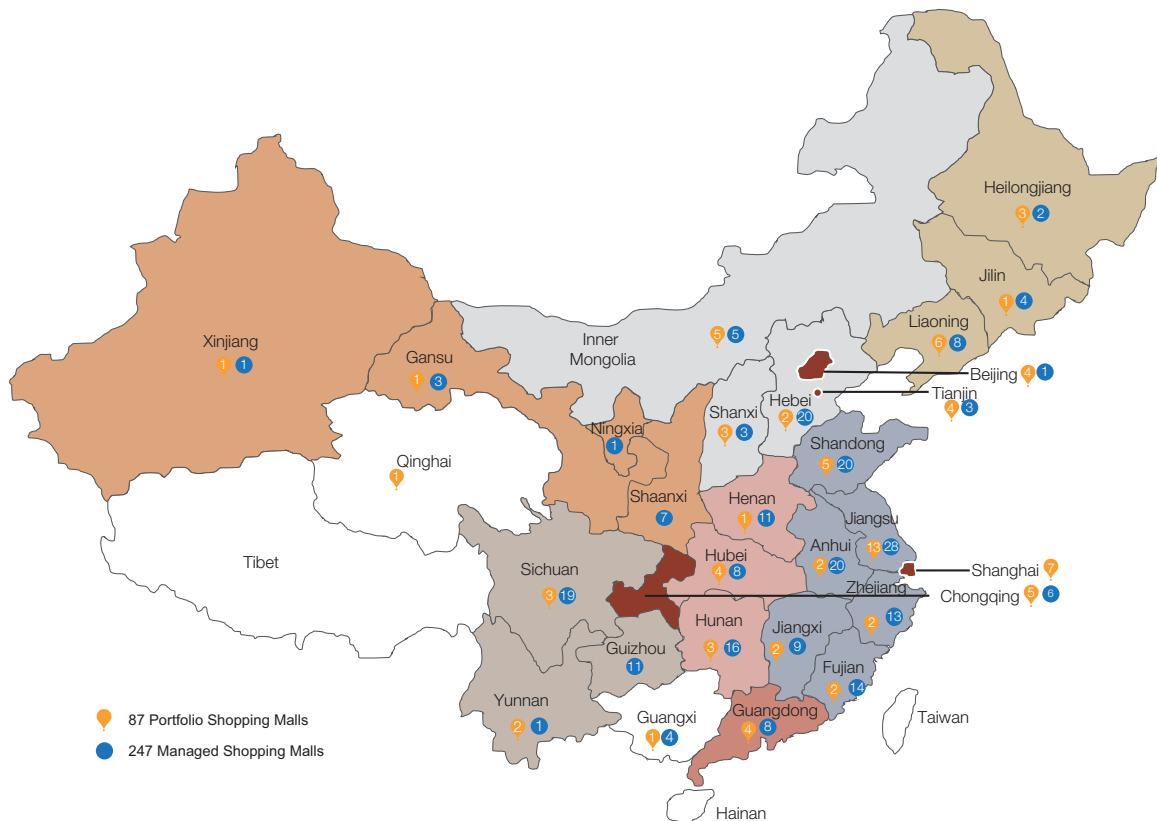 Heilongjiang
3 2
Jilin
1 4
Liaoning
6 8
Inner
Mongolia
5 5
Xinjiang
1 1
Gansu
1 3
Beijing 4 1
Tianjin
4 3
Hebei
2 20
Shanxi
3 3
Ningxia
1
Shandong
5 20
Qinghai
1
Shaanxi
7
Henan
1 11
Jiangsu
13 28
Anhui
2 20
Hubei
4 8
Tibet
Sichuan
3 19
Shanghai 7
Zhejiang
2 13
Chongqing 5 6
Hunan
3 16
Jiangxi
2 9
Guizhou
11
Fujian
2 14
Yunnan
2 1
Guangxi
1 4
Guangdong
4 8
Taiwan
Hainan
87 Portfolio Shopping Malls
247 Managed Shopping Malls